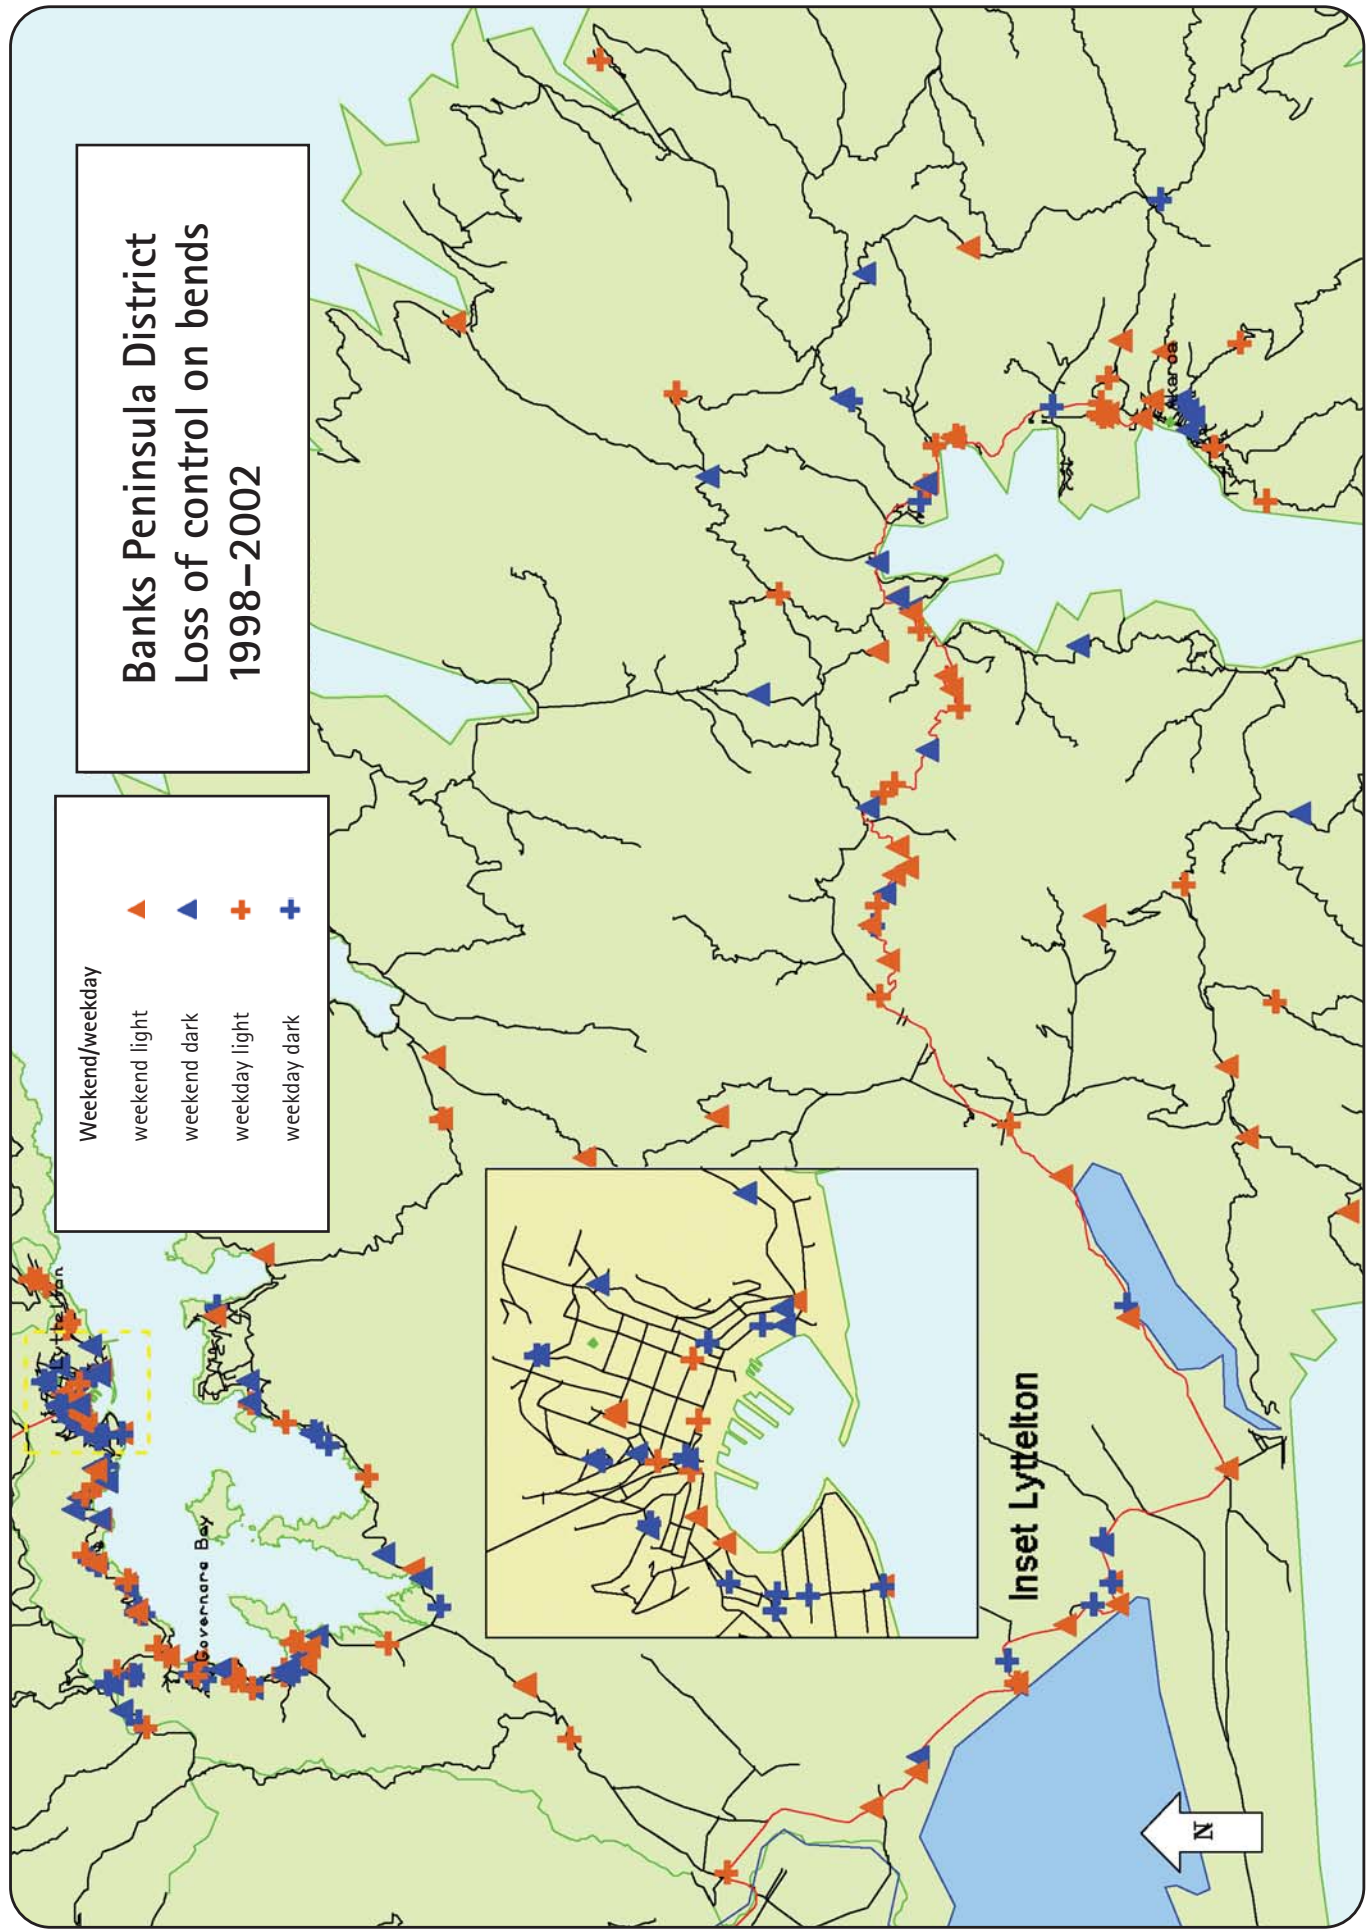 Banks Peninsula District
Loss of control on bends
1998–2002
Weekend/weekday
weekend light
weekend dark
weekday light
weekday dark
Lyttelton
Governors Bay
Akaroa
Inset Lyttelton
N